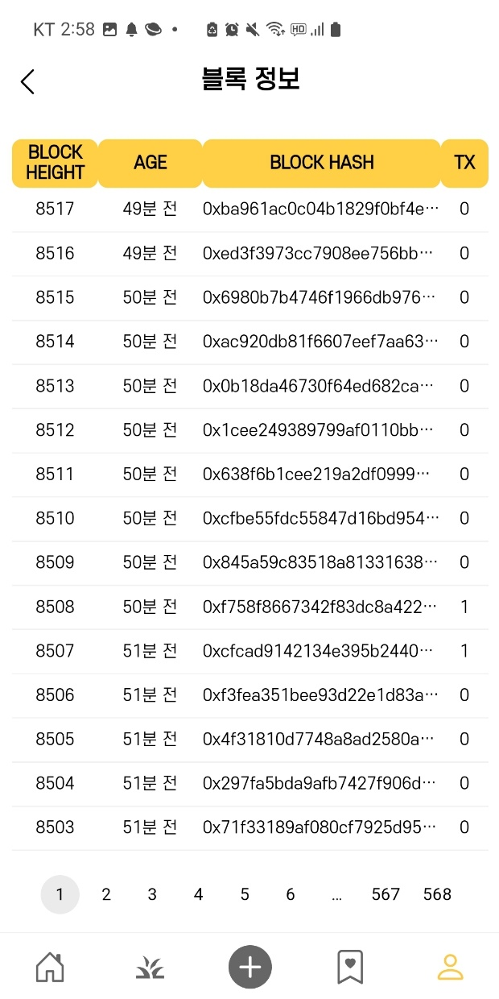 KT 2:58
블록 정보
BLOCK HEIGHT AGE BLOCK HASH TX
8517 49분 전 0xba961ac0c04b1829f0bf4e… 0
8516 49분 전 0xed3f3973cc7908ee756bb… 0
8515 50분 전 0x6980b7b4746f1966db976… 0
8514 50분 전 0xac920db81f6607eef7aa63… 0
8513 50분 전 0x0b18da46730f64ed682ca… 0
8512 50분 전 0x1cee249389799af0110bb… 0
8511 50분 전 0x638f6b1cee219a2df0999… 0
8510 50분 전 0xcfbe55fdc55847d16bd954… 0
8509 50분 전 0x845a59c83518a81331638… 0
8508 50분 전 0xf758f8667342f83dc8a422… 1
8507 51분 전 0xcfcad9142134e395b2440… 1
8506 51분 전 0xf3fea351bee93d22e1d83a… 0
8505 51분 전 0x4f31810d7748a8ad2580a… 0
8504 51분 전 0x297fa5bda9afb7427f906d… 0
8503 51분 전 0x71f33189af080cf7925d95… 0
1 2 3 4 5 6 ... 567 568